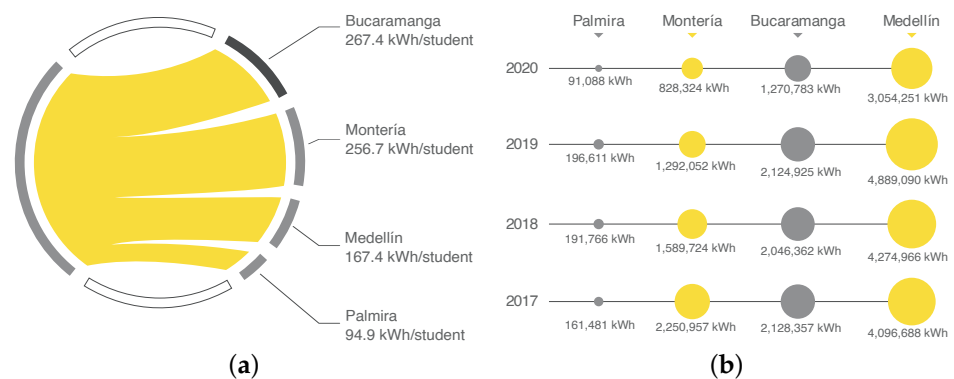 Bucaramanga
267.4 kWh/student
Montería
256.7 kWh/student
Medellín
167.4 kWh/student
Palmira
94.9 kWh/student
(a)
Palmira Montería Bucaramanga Medellín
2020
91,088 kWh 828,324 kWh 1,270,783 kWh 3,054,251 kWh
2019
196,611 kWh 1,292,052 kWh 2,124,925 kWh 4,889,090 kWh
2018
191,766 kWh 1,589,724 kWh 2,046,362 kWh 4,274,966 kWh
2017
161,481 kWh 2,250,957 kWh 2,128,357 kWh 4,096,688 kWh
(b)